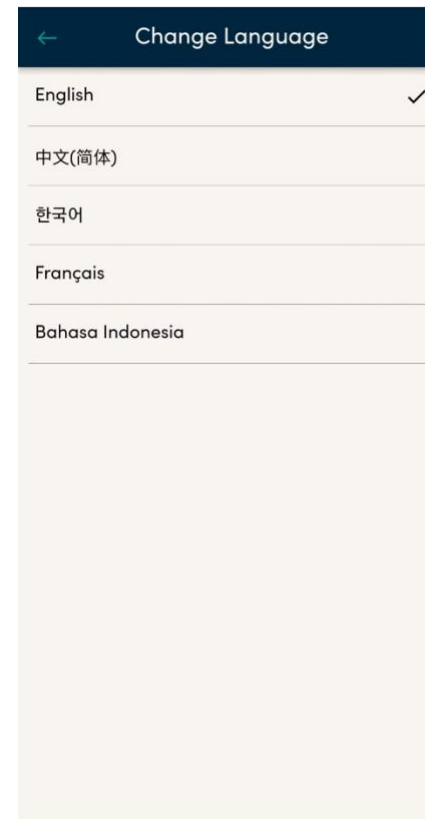 Change Language
English
中文(简体)
한국어
Français
Bahasa Indonesia